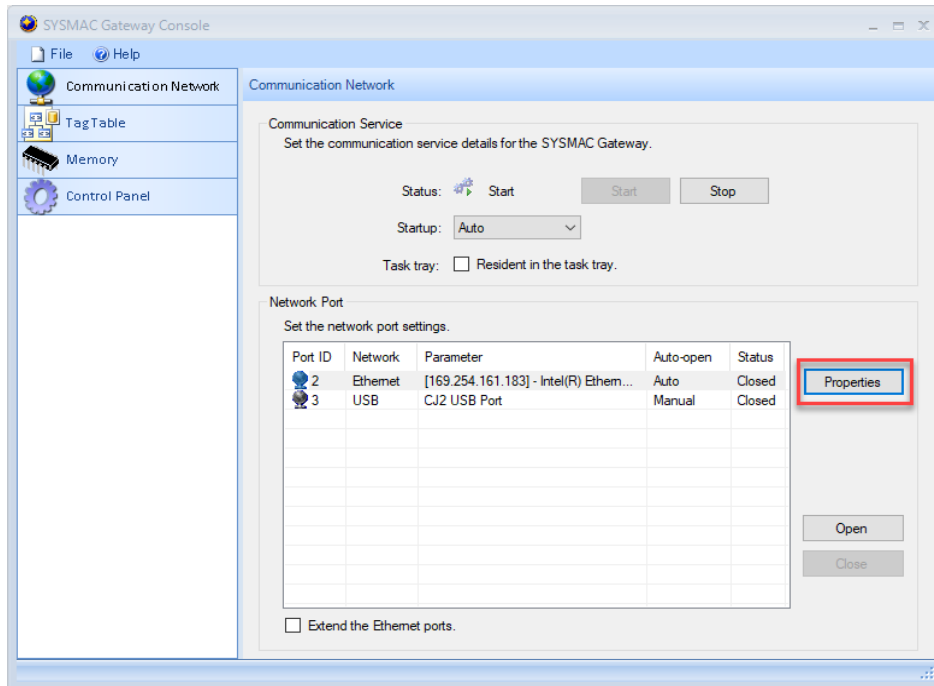 SYSMAC Gateway Console
File Help
Communication Network
TagTable
Memory
Control Panel
Communication Network
Communication Service
Set the communication service details for the SYSMAC Gateway.
Status: Start Start Stop
Startup: Auto
Task tray: Resident in the task tray.
Network Port
Set the network port settings.
Port ID Network Parameter Auto-open Status
2 Ethernet [169.254.161.183] - Intel(R) Ethern... Auto Closed
3 USB CJ2 USB Port Manual Closed
Properties
Open
Close
Extend the Ethernet ports.